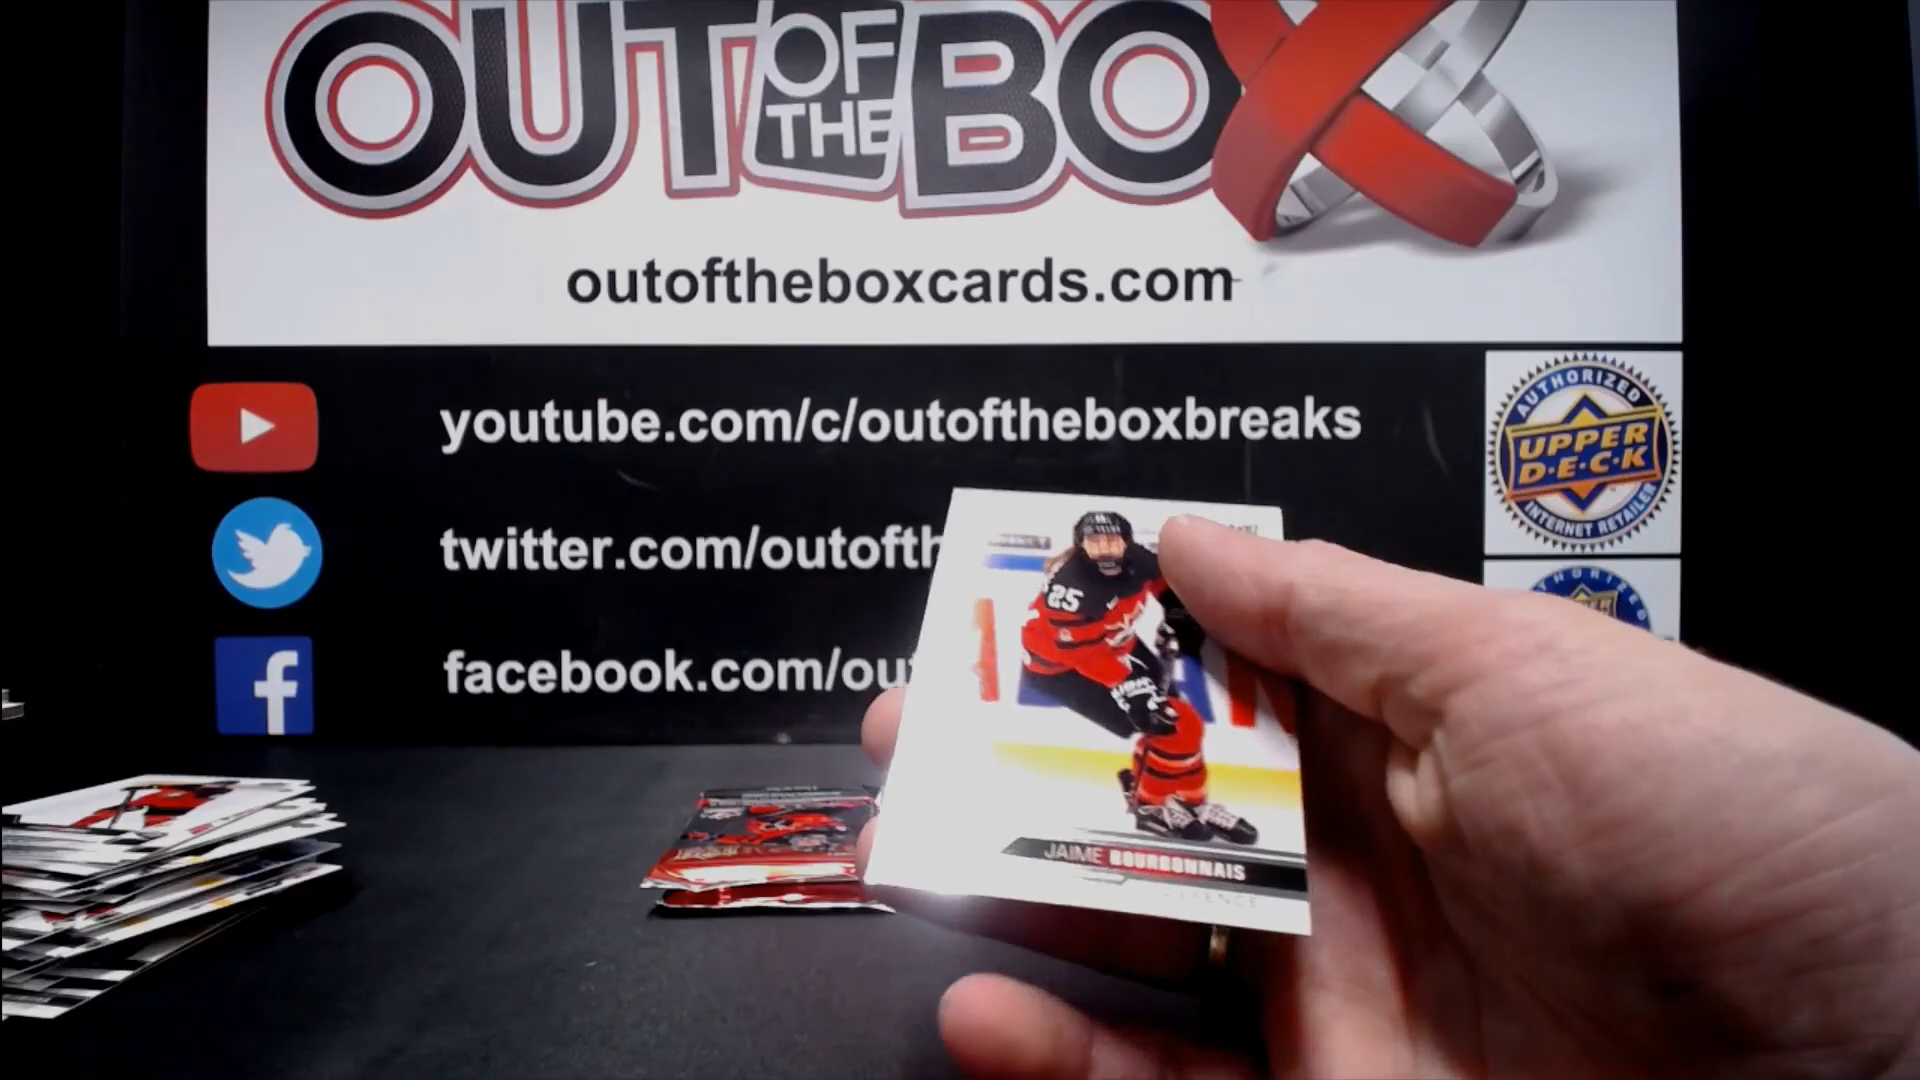 OUT OF THE BOX
outoftheboxcards.com
youtube.com/c/outoftheboxbreaks
AUTHORIZED
UPPER
D·E·C·K
INTERNET RETAILER
twitter.com/outofth
facebook.com/ou
25
JAIME BOURBONNAIS